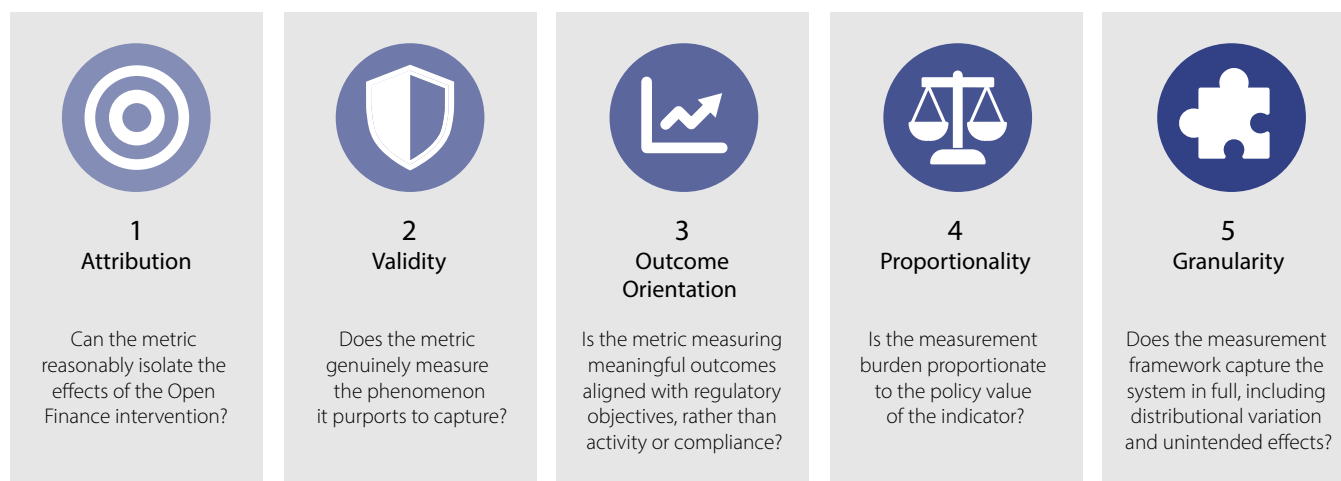 1
Attribution
Can the metric
reasonably isolate the
effects of the Open
Finance intervention?
2
Validity
Does the metric
genuinely measure
the phenomenon
it purports to capture?
3
Outcome
Orientation
Is the metric measuring
meaningful outcomes
aligned with regulatory
objectives, rather than
activity or compliance?
4
Proportionality
Is the measurement
burden proportionate
to the policy value
of the indicator?
5
Granularity
Does the measurement
framework capture the
system in full, including
distributional variation
and unintended effects?